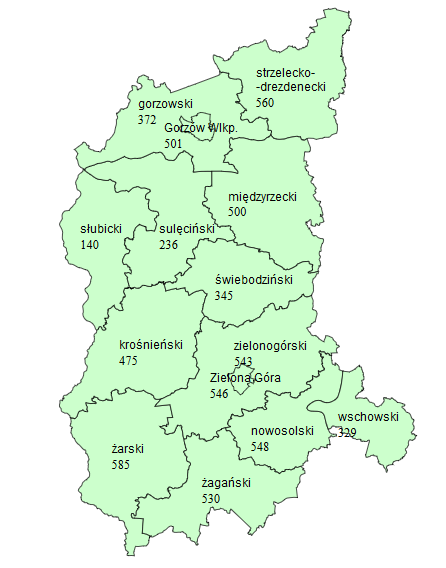 strzelecko-
-drezdenecki
560
gorzowski
372
Gorzów Wlkp.
501
międzyrzecki
500
słubicki
140
sulęciński
236
świebodziński
345
krośnieński
475
zielonogórski
543
Zielona Góra
546
wschowski
329
nowosolski
548
żarski
585
żagański
530